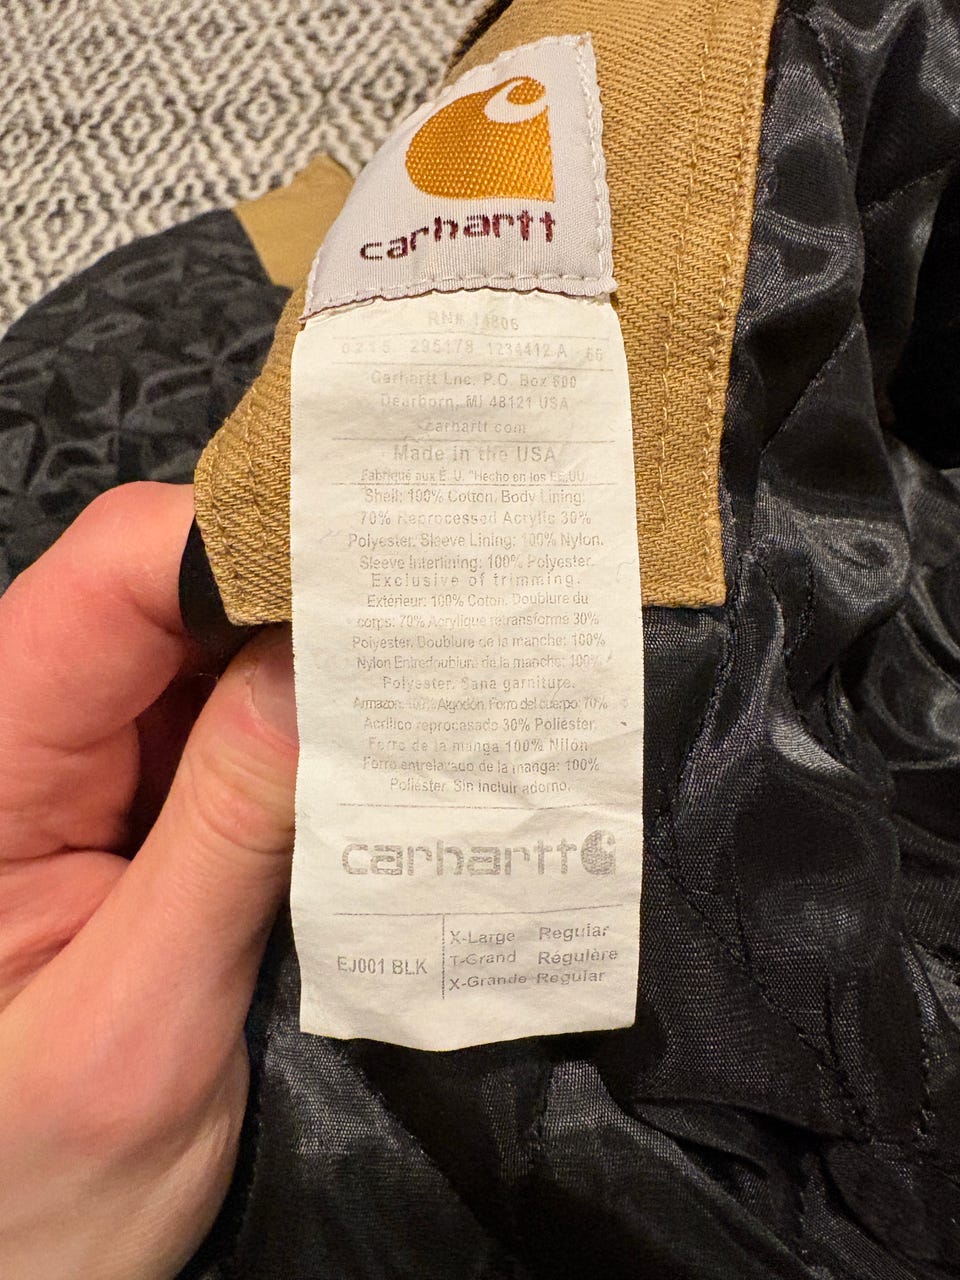 carhartt
RN# 14806
0215 295178 1234412 A 66
Carhartt Inc. P.O. Box 600
Dearborn, MI 48121 USA
carhartt.com
Made in the USA
Fabriqué aux É.U. "Hecho en los EE.UU.
Shell: 100% Cotton. Body Lining:
70% Reprocessed Acrylic 30%
Polyester. Sleeve Lining: 100% Nylon.
Sleeve Interlining: 100% Polyester.
Exclusive of trimming.
Extérieur: 100% Coton. Doublure du
corps: 70% Acrylique retransformé 30%
Polyester. Doublure de la manche: 100%
Nylon Entredoublure de la manche: 100%
Polyester. Sans garniture.
Armazon: 100% Algodón. Forro del cuerpo: 70%
Acrílico reprocasado 30% Poliéster.
Forro de la manga 100% Nilon
Forro entrelavado de la manga: 100%
Poliéster. Sin incluir adorno.
carhartt
EJ001 BLK
X-Large Regular
T-Grand Régulère
X-Grande Regular